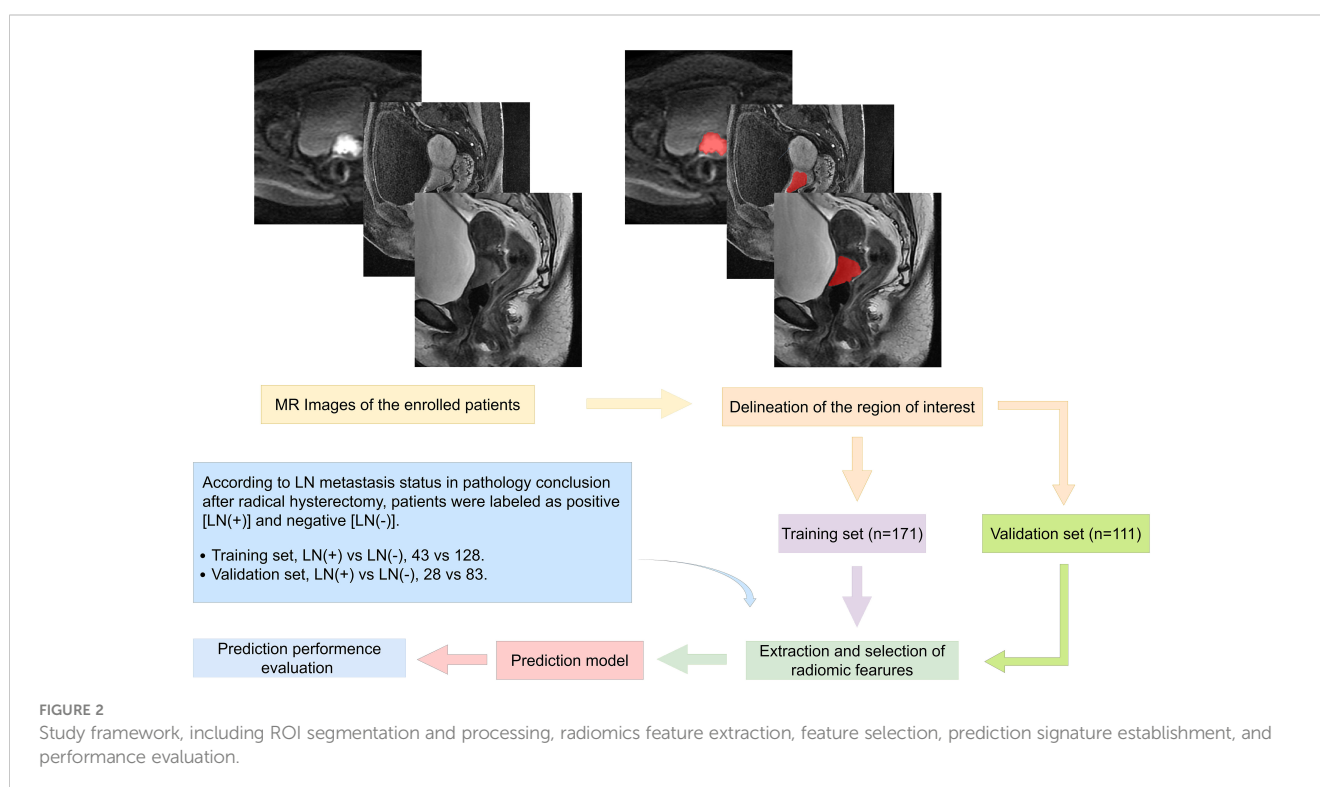 MR Images of the enrolled patients
Delineation of the region of interest
According to LN metastasis status in pathology conclusion
after radical hysterectomy, patients were labeled as positive
[LN(+)] and negative [LN(-)].
• Training set, LN(+) vs LN(-), 43 vs 128.
• Validation set, LN(+) vs LN(-), 28 vs 83.
Training set (n=171)
Validation set (n=111)
Prediction performence
evaluation
Prediction model
Extraction and selection of
radiomic fearures
FIGURE 2
Study framework, including ROI segmentation and processing, radiomics feature extraction, feature selection, prediction signature establishment, and
performance evaluation.